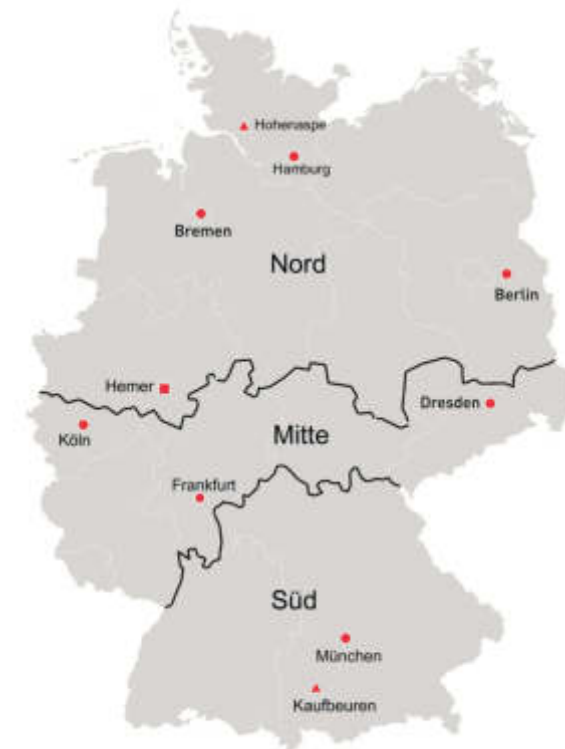 Hohenaspe
Hamburg
Bremen
Nord
Berlin
Hemer
Dresden
Köln
Mitte
Frankfurt
Süd
München
Kaufbeuren